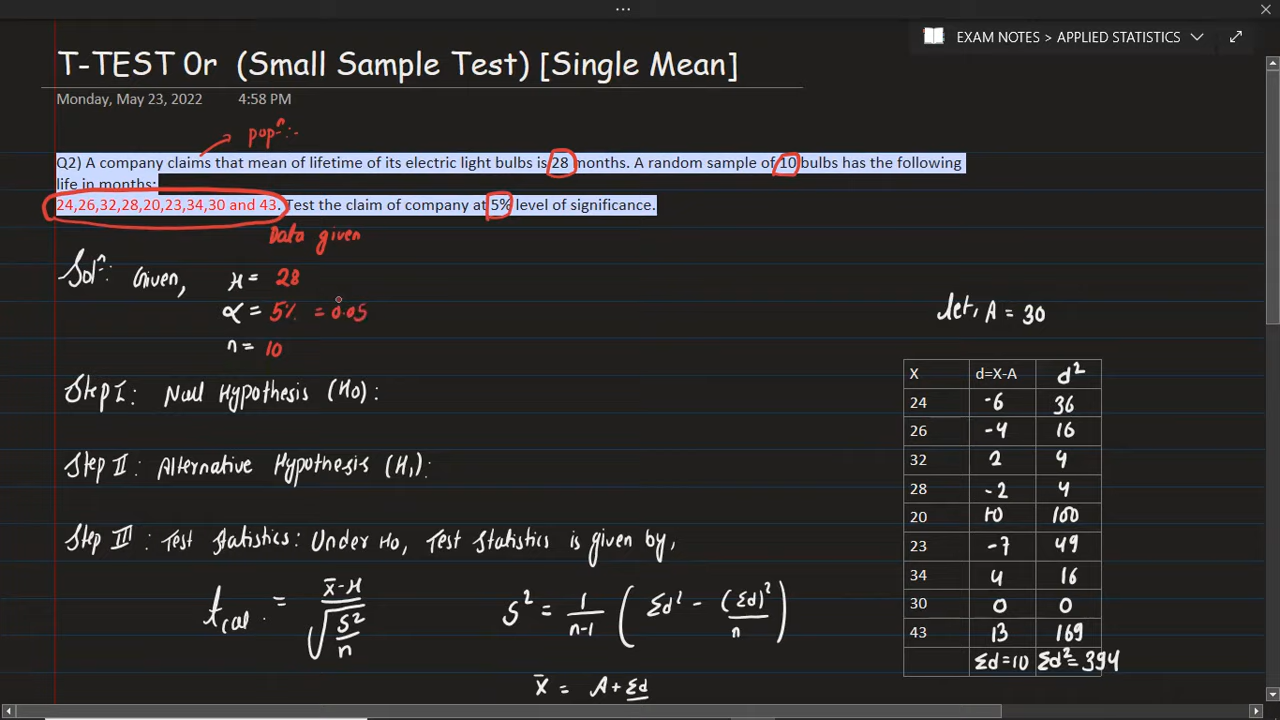 EXAM NOTES > APPLIED STATISTICS
T-TEST Or (Small Sample Test) [Single Mean]
Monday, May 23, 2022 4:58 PM
popⁿ:-
Q2) A company claims that mean of lifetime of its electric light bulbs is 28 months. A random sample of 10 bulbs has the following
life in months:
24,26,32,28,20,23,34,30 and 43. Test the claim of company at 5% level of significance.
Data given
Solⁿ: Given, μ = 28
α = 5% = 0.05
n = 10
let, A = 30
Step I: Null Hypothesis (H0):
Step II: Alternative Hypothesis (H1):
Step III: Test Statistics: Under H0, Test Statistics is given by,
t cal = x̄-μ / √(S²/n)
S² = 1/(n-1) ( Σd² - (Σd)²/n )
x̄ = A + Σd
X d=X-A d²
24 -6 36
26 -4 16
32 2 4
28 -2 4
20 10 100
23 -7 49
34 4 16
30 0 0
43 13 169
Σd=10 Σd²=394